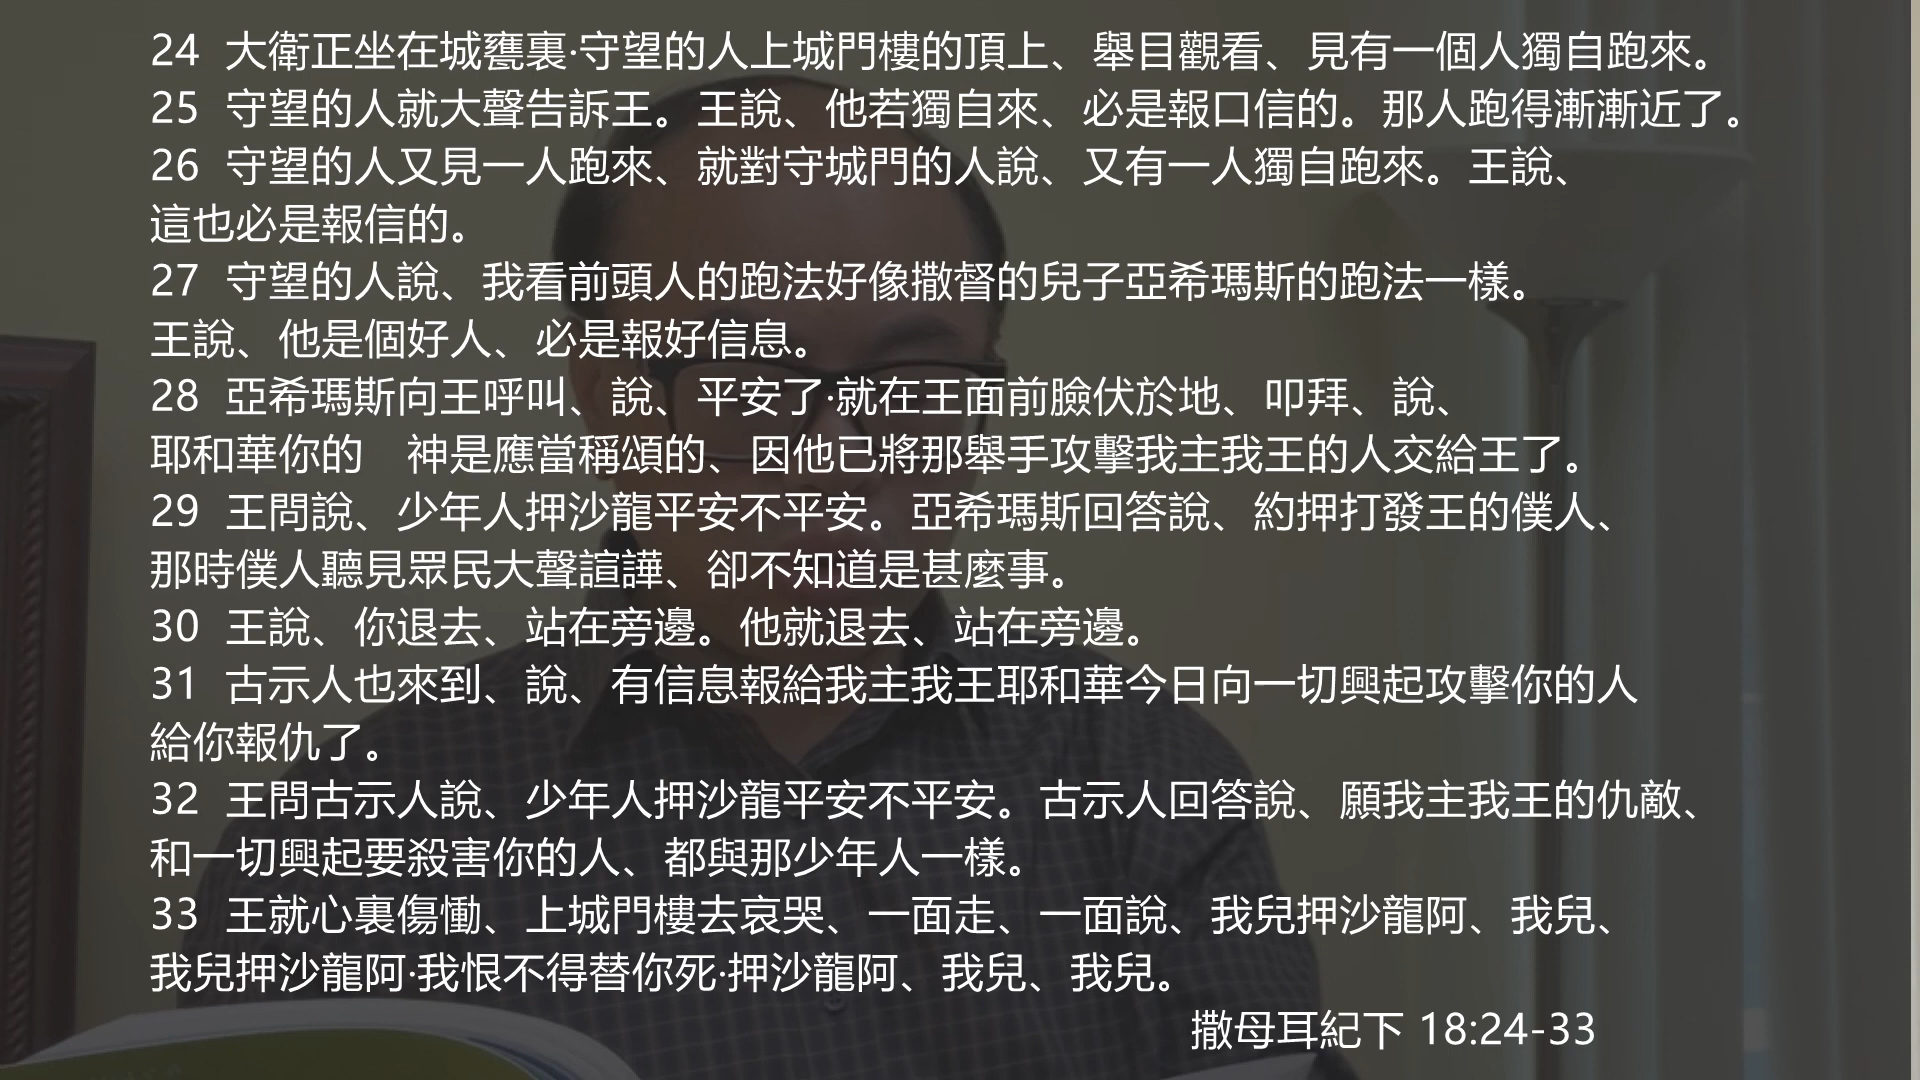 24 大衛正坐在城甕裏‧守望的人上城門樓的頂上、舉目觀看、見有一個人獨自跑來。
25 守望的人就大聲告訴王。王說、他若獨自來、必是報口信的。那人跑得漸漸近了。
26 守望的人又見一人跑來、就對守城門的人說、又有一人獨自跑來。王說、
這也必是報信的。
27 守望的人說、我看前頭人的跑法好像撒督的兒子亞希瑪斯的跑法一樣。
王說、他是個好人、必是報好信息。
28 亞希瑪斯向王呼叫、說、平安了‧就在王面前臉伏於地、叩拜、說、
耶和華你的　神是應當稱頌的、因他已將那舉手攻擊我主我王的人交給王了。
29 王問說、少年人押沙龍平安不平安。亞希瑪斯回答說、約押打發王的僕人、
那時僕人聽見眾民大聲諠譁、卻不知道是甚麼事。
30 王說、你退去、站在旁邊。他就退去、站在旁邊。
31 古示人也來到、說、有信息報給我主我王耶和華今日向一切興起攻擊你的人
給你報仇了。
32 王問古示人說、少年人押沙龍平安不平安。古示人回答說、願我主我王的仇敵、
和一切興起要殺害你的人、都與那少年人一樣。
33 王就心裏傷慟、上城門樓去哀哭、一面走、一面說、我兒押沙龍阿、我兒、
我兒押沙龍阿‧我恨不得替你死‧押沙龍阿、我兒、我兒。
撒母耳紀下 18:24-33